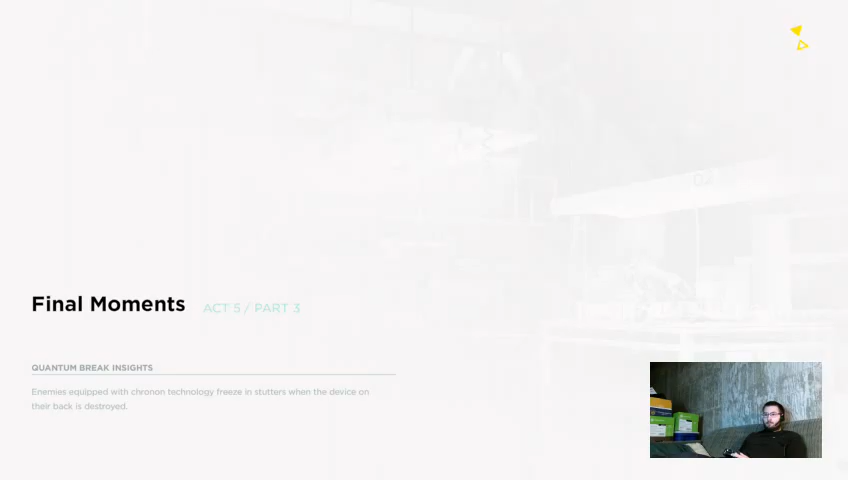 Final Moments ACT 5 / PART 3
QUANTUM BREAK INSIGHTS
Enemies equipped with chronon technology freeze in stutters when the device on
their back is destroyed.